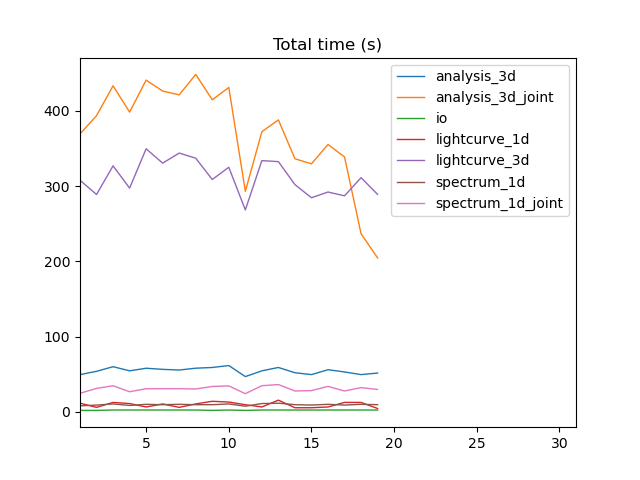 Total time (s)
analysis_3d
analysis_3d_joint
io
lightcurve_1d
lightcurve_3d
spectrum_1d
spectrum_1d_joint
400
300
200
100
0
5 10 15 20 25 30